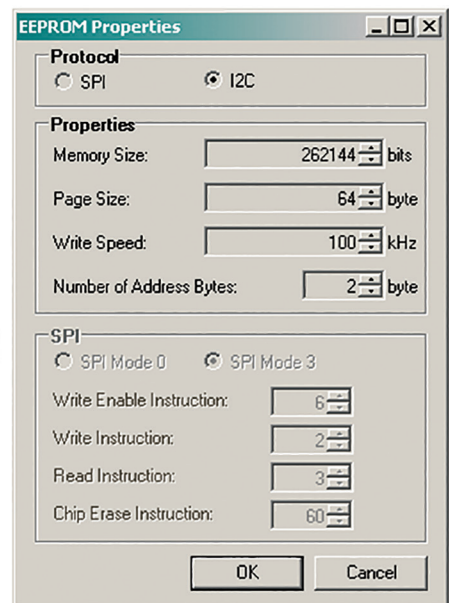 EEPROM Properties
Protocol
SPI I2C
Properties
Memory Size: 262144 bits
Page Size: 64 byte
Write Speed: 100 kHz
Number of Address Bytes: 2 byte
SPI
SPI Mode 0 SPI Mode 3
Write Enable Instruction: 6
Write Instruction: 2
Read Instruction: 3
Chip Erase Instruction: 60
OK Cancel